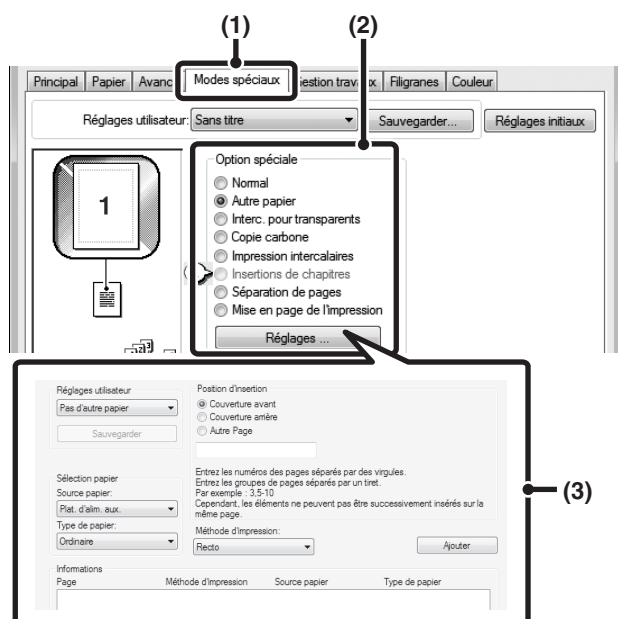 (1) (2)
Principal Papier Avanc Modes spéciaux Gestion travaux Filigranes Couleur
Réglages utilisateur: Sans titre Sauvegarder... Réglages initiaux
Option spéciale
1
Normal
Autre papier
Interc. pour transparents
Copie carbone
Impression intercalaires
Insertions de chapitres
Séparation de pages
Mise en page de l'impression
Réglages ...
Réglages utilisateur
Pas d'autre papier
Sauvegarder
Position d'insertion
Couverture avant
Couverture arrière
Autre Page
Sélection papier
Source papier:
Plat. d'alim. aux.
Type de papier:
Ordinaire
Entrez les numéros des pages séparés par des virgules.
Entrez les groupes de pages séparés par un tiret.
Par exemple : 3,5-10
Cependant, les éléments ne peuvent pas être successivement insérés sur la
même page.
Méthode d'impression:
Recto
Ajouter
(3)
Informations
Page Méthode d'impression Source papier Type de papier